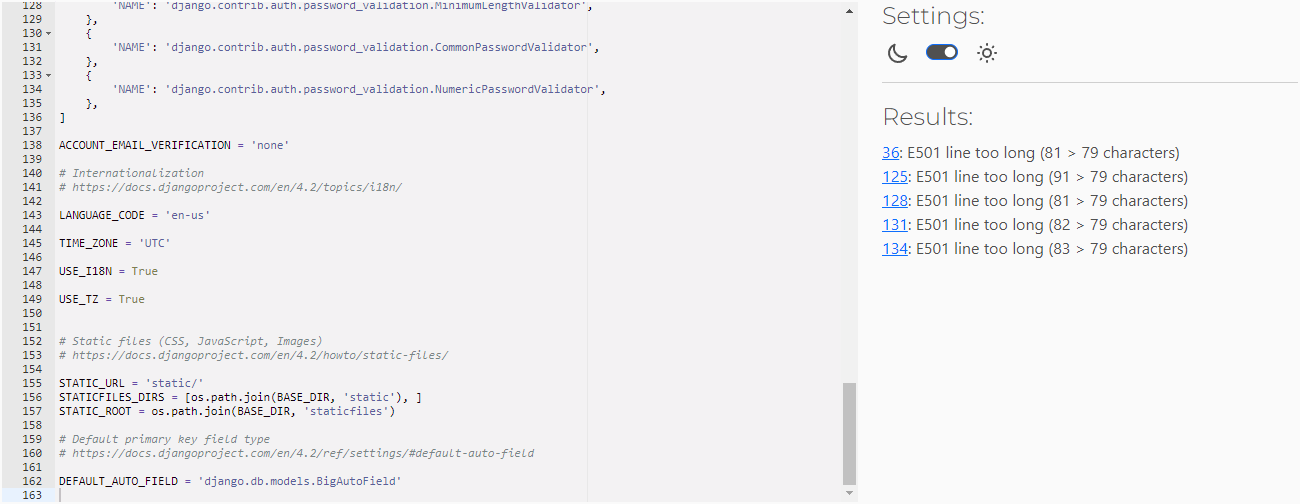 128 'NAME': 'django.contrib.auth.password_validation.MinimumLengthValidator',
129 },
130 {
131 'NAME': 'django.contrib.auth.password_validation.CommonPasswordValidator',
132 },
133 {
134 'NAME': 'django.contrib.auth.password_validation.NumericPasswordValidator',
135 },
136 ]
137
138 ACCOUNT_EMAIL_VERIFICATION = 'none'
139
140 # Internationalization
141 # https://docs.djangoproject.com/en/4.2/topics/i18n/
142
143 LANGUAGE_CODE = 'en-us'
144
145 TIME_ZONE = 'UTC'
146
147 USE_I18N = True
148
149 USE_TZ = True
150
151
152 # Static files (CSS, JavaScript, Images)
153 # https://docs.djangoproject.com/en/4.2/howto/static-files/
154
155 STATIC_URL = 'static/'
156 STATICFILES_DIRS = [os.path.join(BASE_DIR, 'static'), ]
157 STATIC_ROOT = os.path.join(BASE_DIR, 'staticfiles')
158
159 # Default primary key field type
160 # https://docs.djangoproject.com/en/4.2/ref/settings/#default-auto-field
161
162 DEFAULT_AUTO_FIELD = 'django.db.models.BigAutoField'
163
Settings:
Results:
36: E501 line too long (81 > 79 characters)
125: E501 line too long (91 > 79 characters)
128: E501 line too long (81 > 79 characters)
131: E501 line too long (82 > 79 characters)
134: E501 line too long (83 > 79 characters)